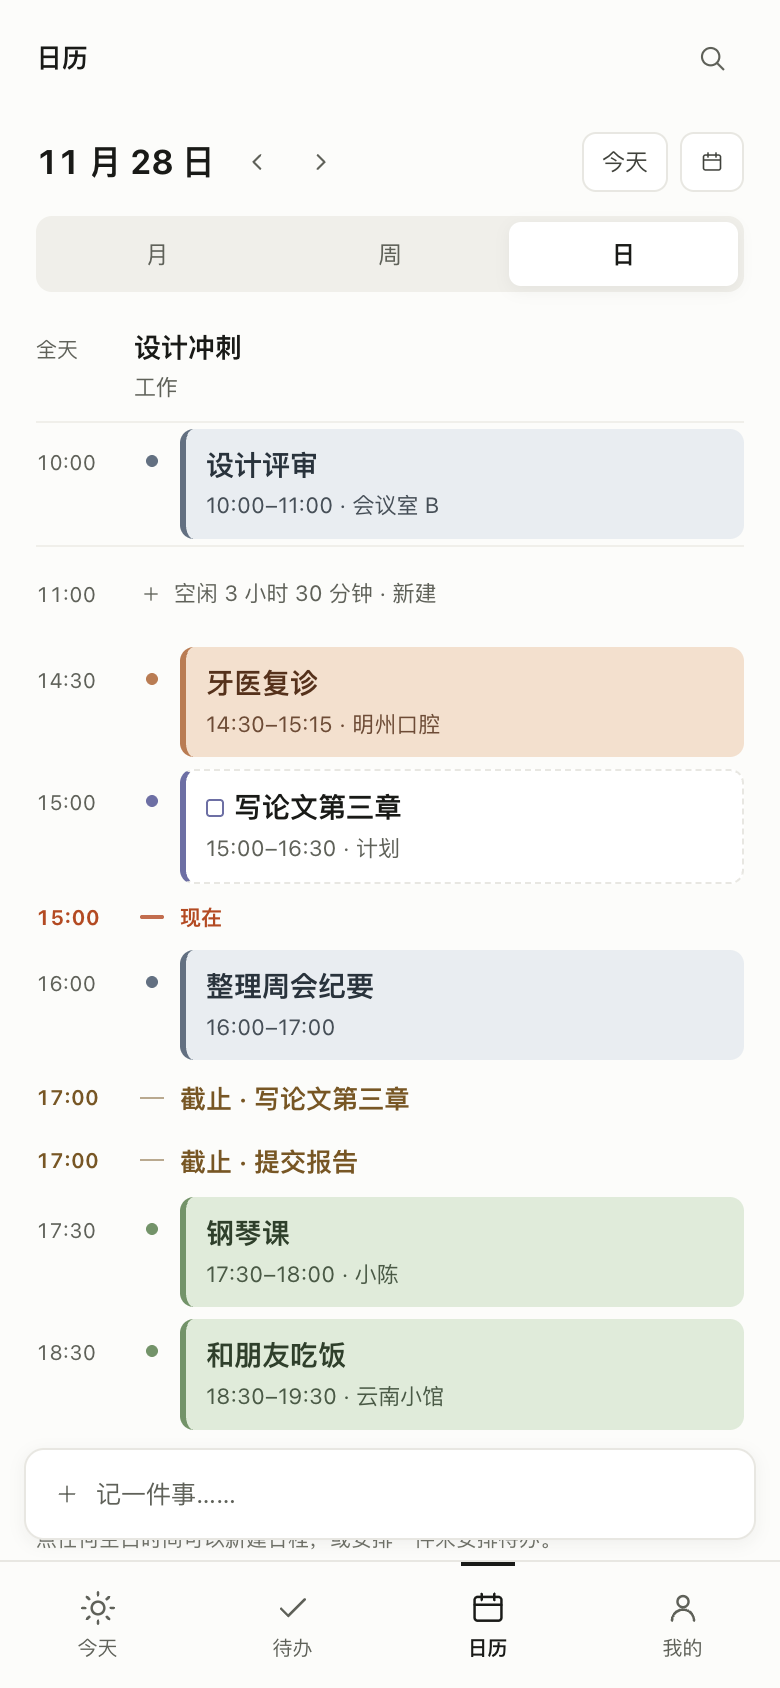 日历
11 月 28 日
今天
月 周 日
全天 设计冲刺
工作
10:00 设计评审
10:00–11:00 · 会议室 B
11:00 + 空闲 3 小时 30 分钟 · 新建
14:30 牙医复诊
14:30–15:15 · 明州口腔
15:00 写论文第三章
15:00–16:30 · 计划
15:00 现在
16:00 整理周会纪要
16:00–17:00
17:00 截止 · 写论文第三章
17:00 截止 · 提交报告
17:30 钢琴课
17:30–18:00 · 小陈
18:30 和朋友吃饭
18:30–19:30 · 云南小馆
+ 记一件事……
今天 待办 日历 我的